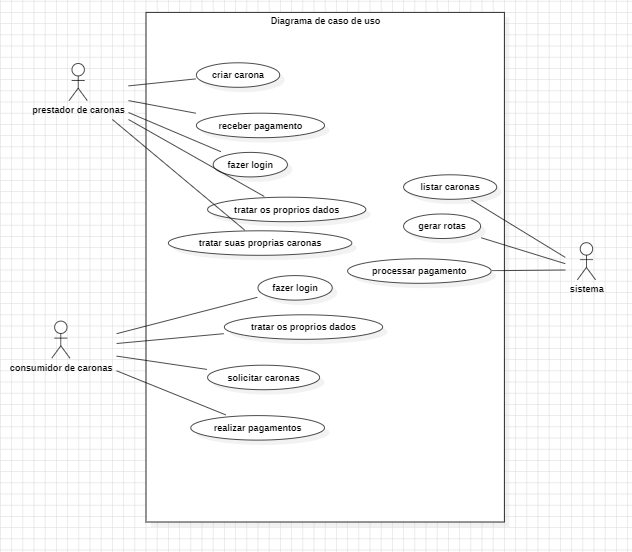 Diagrama de caso de uso
criar carona
prestador de caronas
receber pagamento
fazer login
listar caronas
tratar os proprios dados
gerar rotas
tratar suas proprias caronas
processar pagamento
sistema
fazer login
tratar os proprios dados
consumidor de caronas
solicitar caronas
realizar pagamentos